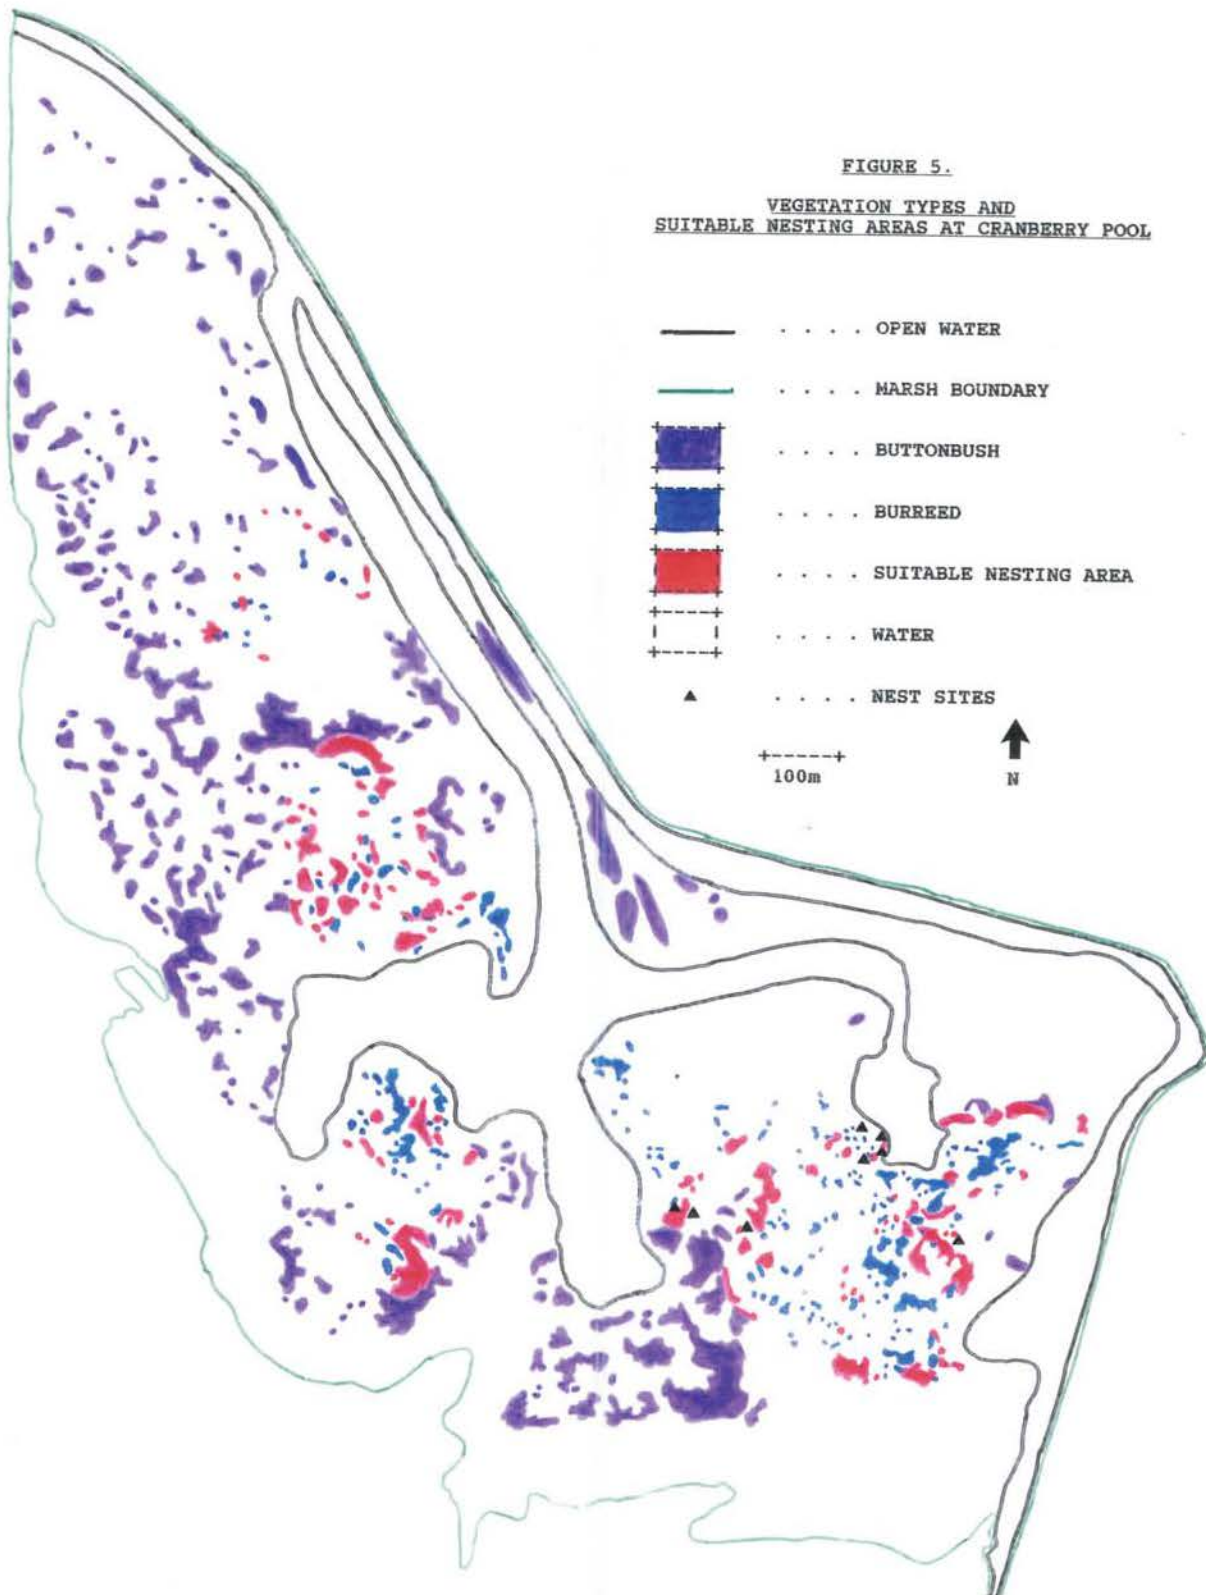 FIGURE 5.
VEGETATION TYPES AND
SUITABLE NESTING AREAS AT CRANBERRY POOL
. . . . OPEN WATER
. . . . MARSH BOUNDARY
. . . . BUTTONBUSH
. . . . BURREED
. . . . SUITABLE NESTING AREA
. . . . WATER
. . . . NEST SITES
100m
N